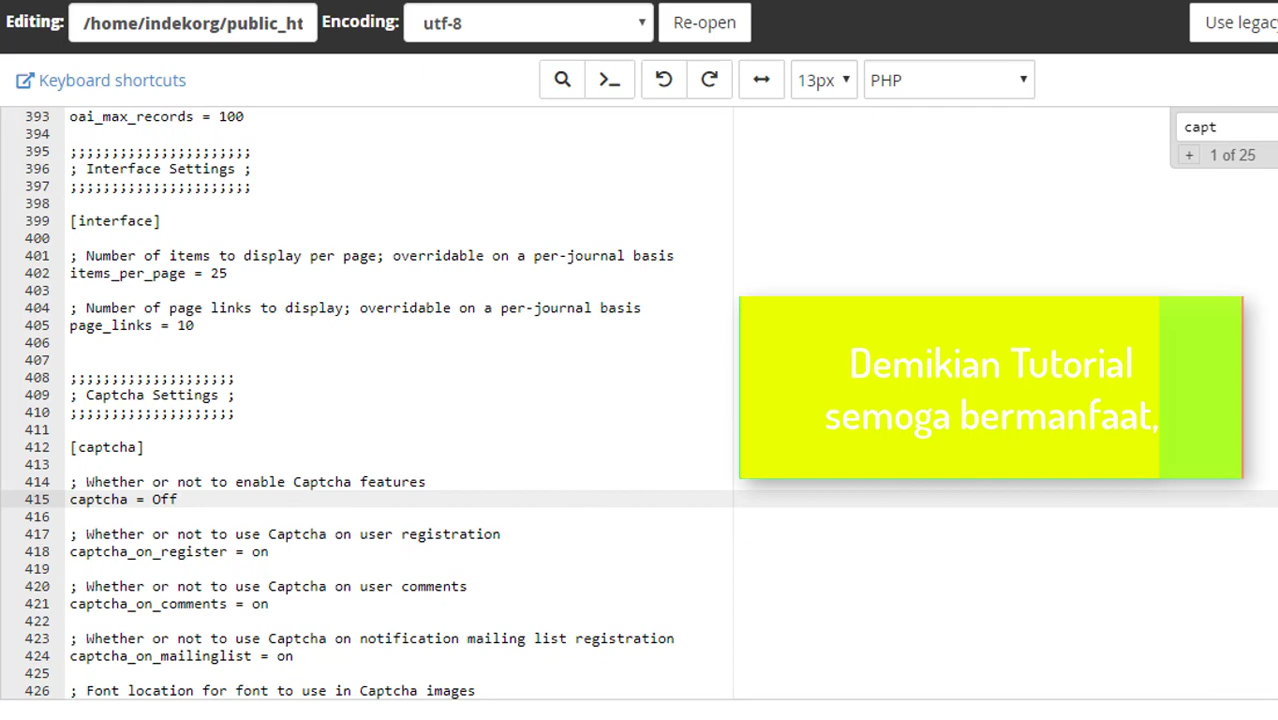 Editing: /home/indekorg/public_ht Encoding: utf-8 Re-open Use legacy
Keyboard shortcuts 13px PHP
capt
+ 1 of 25
393 oai_max_records = 100
394
395 ;;;;;;;;;;;;;;;;;;;;;;
396 ; Interface Settings ;
397 ;;;;;;;;;;;;;;;;;;;;;;
398
399 [interface]
400
401 ; Number of items to display per page; overridable on a per-journal basis
402 items_per_page = 25
403
404 ; Number of page links to display; overridable on a per-journal basis
405 page_links = 10
406
407
408 ;;;;;;;;;;;;;;;;;;;;
409 ; Captcha Settings ;
410 ;;;;;;;;;;;;;;;;;;;;
411
412 [captcha]
413
414 ; Whether or not to enable Captcha features
415 captcha = Off
416
417 ; Whether or not to use Captcha on user registration
418 captcha_on_register = on
419
420 ; Whether or not to use Captcha on user comments
421 captcha_on_comments = on
422
423 ; Whether or not to use Captcha on notification mailing list registration
424 captcha_on_mailinglist = on
425
426 ; Font location for font to use in Captcha images
Demikian Tutorial
semoga bermanfaat,